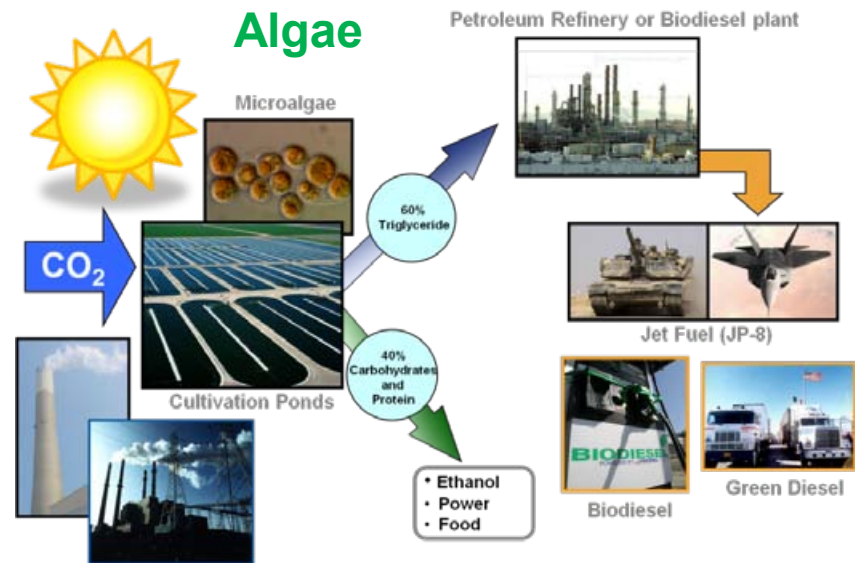 Algae
Petroleum Refinery or Biodiesel plant
Microalgae
60%
Triglyceride
CO₂
Jet Fuel (JP-8)
40%
Carbohydrates
and
Protein
Cultivation Ponds
• Ethanol
• Power
• Food
BIODIESEL
Biodiesel
Green Diesel